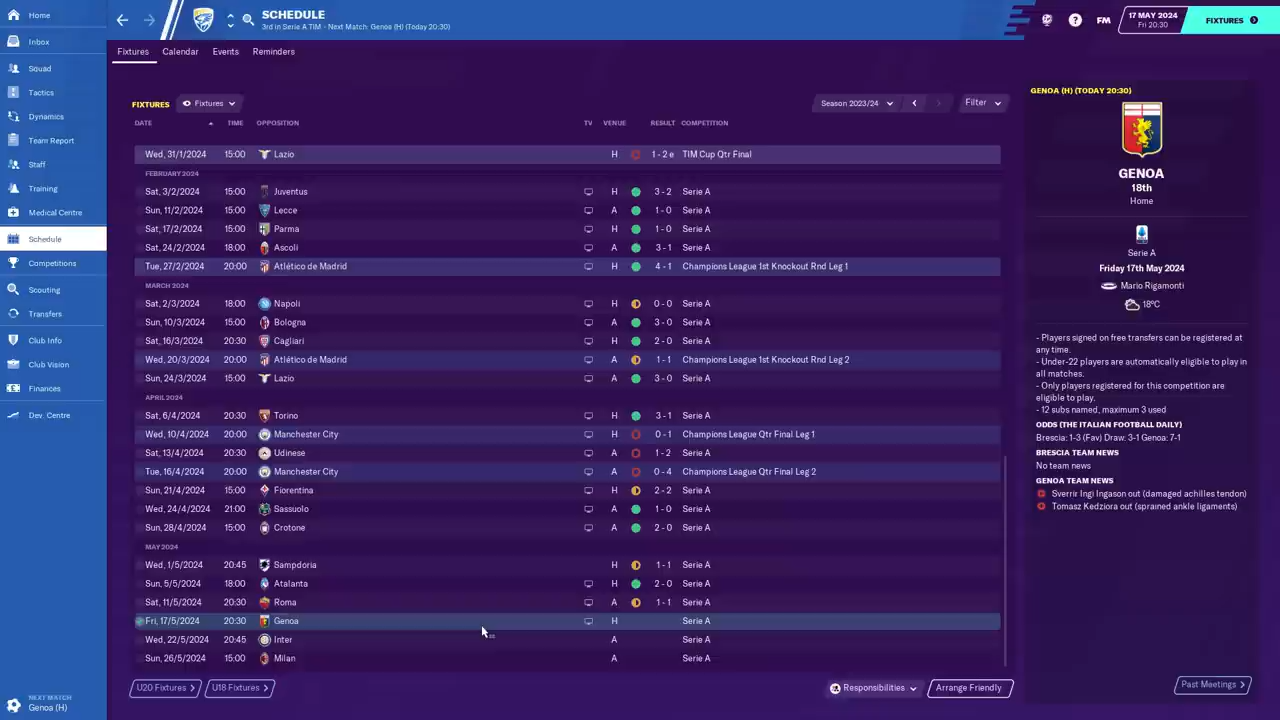 Home
Inbox
Squad
Tactics
Dynamics
Team Report
Staff
Training
Medical Centre
Schedule
Competitions
Scouting
Transfers
Club Info
Club Vision
Finances
Dev. Centre
NEXT MATCH
Genoa (H)
SCHEDULE
3rd in Serie A TIM - Next Match: Genoa (H) (Today 20:30)
FM
17 MAY 2024
Fri 20:30
FIXTURES
Fixtures Calendar Events Reminders
FIXTURES Fixtures Season 2023/24 Filter
DATE TIME OPPOSITION TV VENUE RESULT COMPETITION
Wed, 31/1/2024 15:00 Lazio H 1 - 2 e TIM Cup Qtr Final
FEBRUARY 2024
Sat, 3/2/2024 15:00 Juventus H 3 - 2 Serie A
Sun, 11/2/2024 15:00 Lecce A 1 - 0 Serie A
Sat, 17/2/2024 15:00 Parma H 1 - 0 Serie A
Sat, 24/2/2024 18:00 Ascoli A 3 - 1 Serie A
Tue, 27/2/2024 20:00 Atlético de Madrid H 4 - 1 Champions League 1st Knockout Rnd Leg 1
MARCH 2024
Sat, 2/3/2024 18:00 Napoli H 0 - 0 Serie A
Sun, 10/3/2024 15:00 Bologna A 3 - 0 Serie A
Sat, 16/3/2024 20:30 Cagliari H 2 - 0 Serie A
Wed, 20/3/2024 20:00 Atlético de Madrid A 1 - 1 Champions League 1st Knockout Rnd Leg 2
Sun, 24/3/2024 15:00 Lazio A 3 - 0 Serie A
APRIL 2024
Sat, 6/4/2024 20:30 Torino H 3 - 1 Serie A
Wed, 10/4/2024 20:00 Manchester City H 0 - 1 Champions League Qtr Final Leg 1
Sat, 13/4/2024 20:30 Udinese A 1 - 2 Serie A
Tue, 16/4/2024 20:00 Manchester City A 0 - 4 Champions League Qtr Final Leg 2
Sun, 21/4/2024 15:00 Fiorentina H 2 - 2 Serie A
Wed, 24/4/2024 21:00 Sassuolo A 1 - 0 Serie A
Sun, 28/4/2024 15:00 Crotone A 2 - 0 Serie A
MAY 2024
Wed, 1/5/2024 20:45 Sampdoria H 1 - 1 Serie A
Sun, 5/5/2024 18:00 Atalanta H 2 - 0 Serie A
Sat, 11/5/2024 20:30 Roma A 1 - 1 Serie A
Fri, 17/5/2024 20:30 Genoa H Serie A
Wed, 22/5/2024 20:45 Inter A Serie A
Sun, 26/5/2024 15:00 Milan A Serie A
U20 Fixtures U18 Fixtures Responsibilities Arrange Friendly
GENOA (H) (TODAY 20:30)
GENOA
18th
Home
Serie A
Friday 17th May 2024
Mario Rigamonti
18°C
- Players signed on free transfers can be registered at
any time.
- Under-22 players are automatically eligible to play in
all matches.
- Only players registered for this competition are
eligible to play.
- 12 subs named, maximum 3 used
ODDS (THE ITALIAN FOOTBALL DAILY)
Brescia: 1-3 (Fav) Draw: 3-1 Genoa: 7-1
BRESCIA TEAM NEWS
No team news
GENOA TEAM NEWS
Sverrir Ingi Ingason out (damaged achilles tendon)
Tomasz Kedziora out (sprained ankle ligaments)
Past Meetings